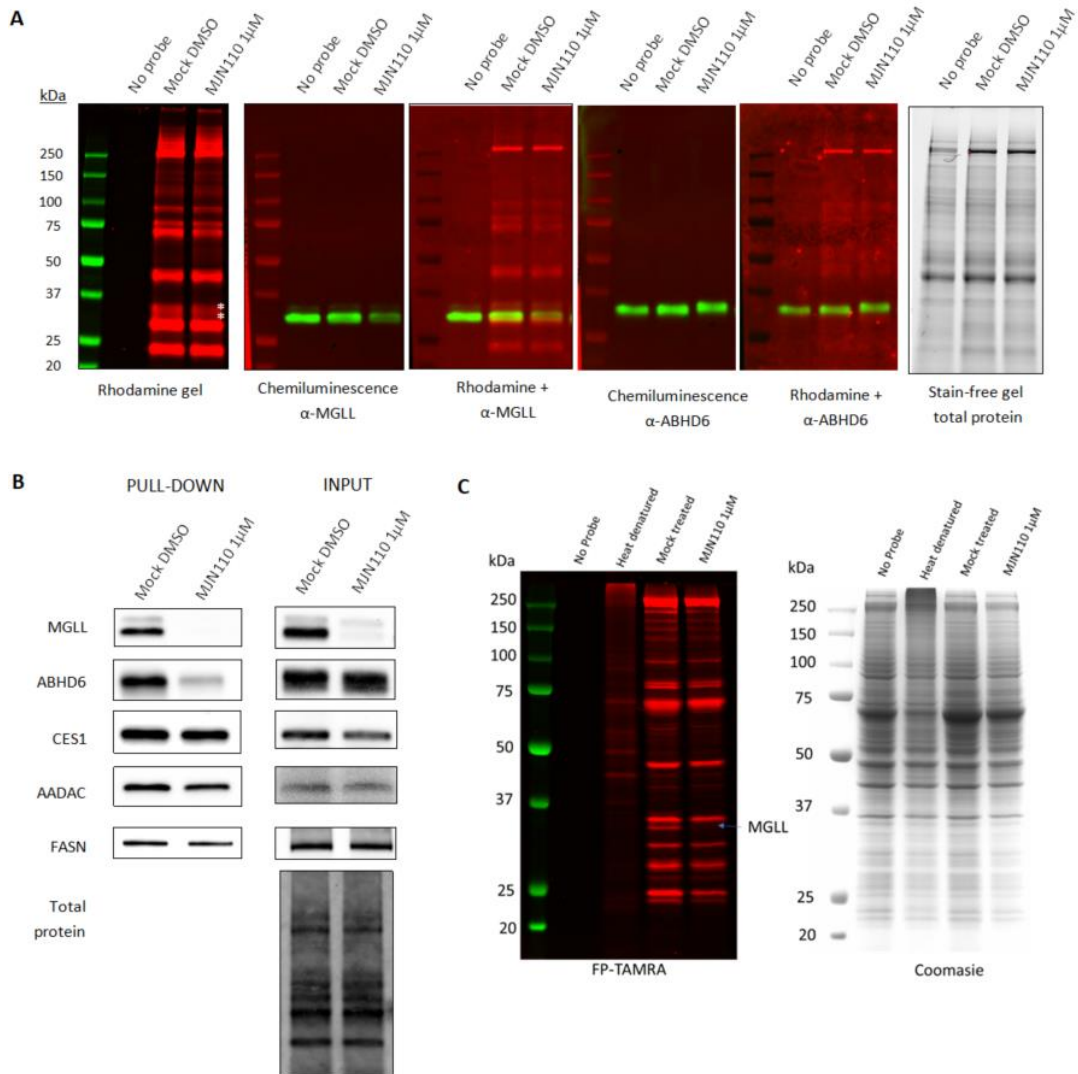 A
No probe
Mock DMSO
MJN110 1µM
No probe
Mock DMSO
MJN110 1µM
No probe
Mock DMSO
MJN110 1µM
No probe
Mock DMSO
MJN110 1µM
No probe
Mock DMSO
MJN110 1µM
No probe
Mock DMSO
MJN110 1µM
kDa
250
150
100
75
50
37
25
20
*
*
Rhodamine gel
Chemiluminescence
α-MGLL
Rhodamine +
α-MGLL
Chemiluminescence
α-ABHD6
Rhodamine +
α-ABHD6
Stain-free gel
total protein
B
PULL-DOWN
INPUT
Mock DMSO
MJN110 1µM
Mock DMSO
MJN110 1µM
MGLL
ABHD6
CES1
AADAC
FASN
Total
protein
C
No Probe
Heat denatured
Mock treated
MJN110 1µM
kDa
250
150
100
75
50
37
25
20
MGLL
FP-TAMRA
No Probe
Heat denatured
Mock treated
MJN110 1µM
kDa
250
150
100
75
50
37
25
20
Coomasie